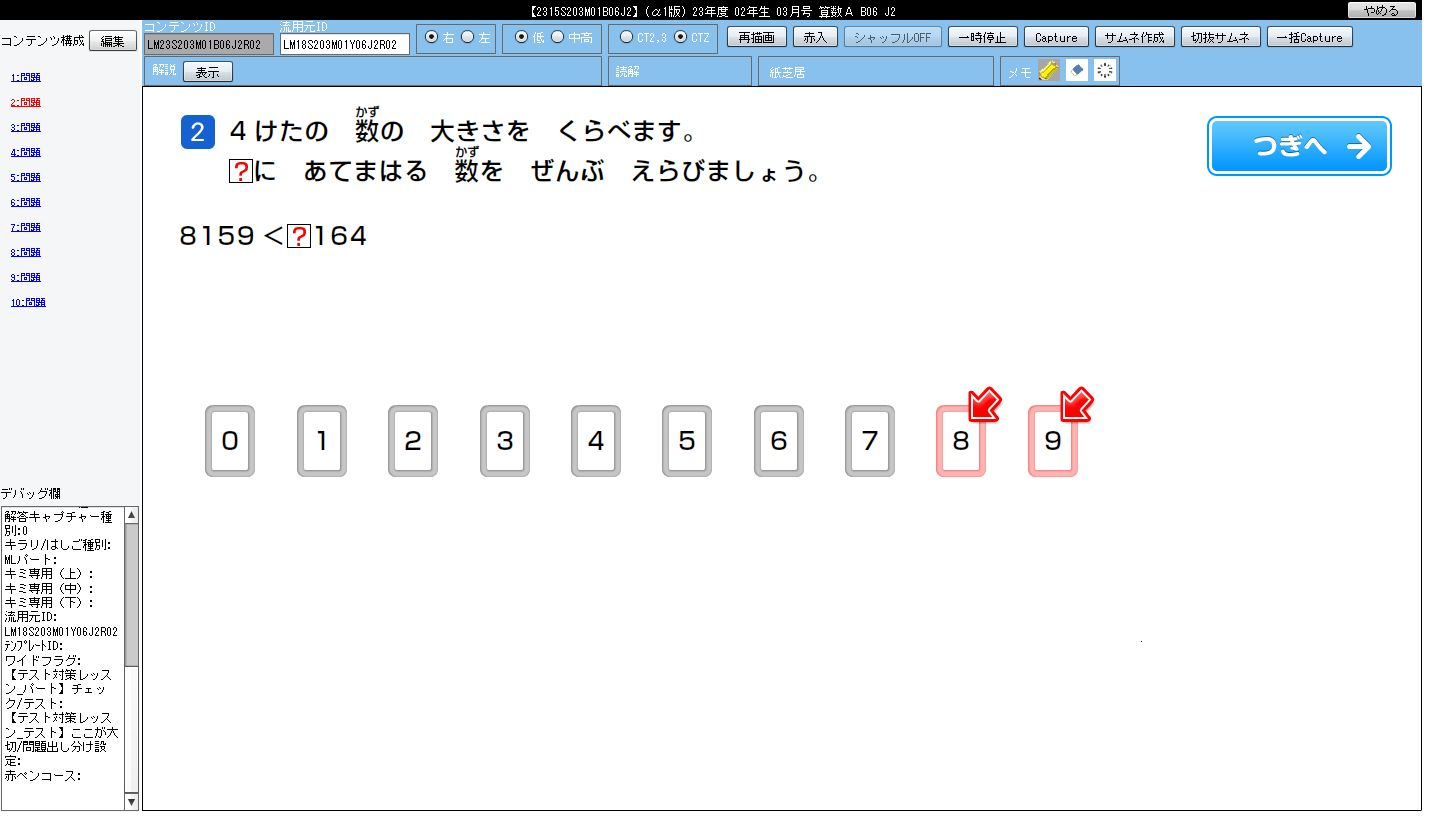 【2315S203M01B06J2】(α1版) 23年度 02年生 03月号 算数A B06 J2
やめる
コンテンツ構成 編集
コンテンツID
LM23S203M01B06J2R02
流用元ID
LM18S203M01Y06J2R02
右 左
低 中高
CT2,3 CTZ
再描画 赤入 シャッフルOFF 一時停止 Capture サムネ作成 切抜サムネ 一括Capture
解説 表示
読解
紙芝居
メモ
1:問題
2:問題
3:問題
4:問題
5:問題
6:問題
7:問題
8:問題
9:問題
10:問題
かず
2 4けたの 数の 大きさを くらべます。
かず
?に あてまはる 数を ぜんぶ えらびましょう。
つぎへ
8159<?164
0 1 2 3 4 5 6 7 8 9
デバッグ欄
解答キャプチャー種
別:0
キラリ/はしご種別:
MLパート:
キミ専用(上):
キミ専用(中):
キミ専用(下):
流用元ID:
LM18S203M01Y06J2R02
テンプレートID:
ワイドフラグ:
【テスト対策レッス
ン_パート】チェッ
ク/テスト:
【テスト対策レッス
ン_テスト】ここが大
切/問題出し分け設
定:
赤ペンコース: